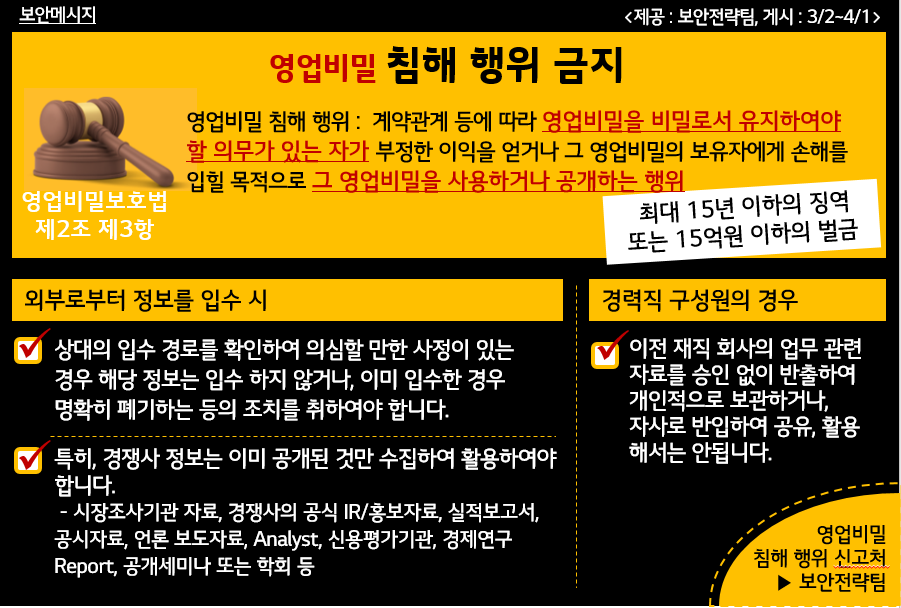 보안메시지
<제공 : 보안전략팀, 게시 : 3/2~4/1>
영업비밀 침해 행위 금지
영업비밀 침해 행위 : 계약관계 등에 따라 영업비밀을 비밀로서 유지하여야
할 의무가 있는 자가 부정한 이익을 얻거나 그 영업비밀의 보유자에게 손해를
입힐 목적으로 그 영업비밀을 사용하거나 공개하는 행위
영업비밀보호법
제2조 제3항
최대 15년 이하의 징역
또는 15억원 이하의 벌금
외부로부터 정보를 입수 시
상대의 입수 경로를 확인하여 의심할 만한 사정이 있는
경우 해당 정보는 입수 하지 않거나, 이미 입수한 경우
명확히 폐기하는 등의 조치를 취하여야 합니다.
특히, 경쟁사 정보는 이미 공개된 것만 수집하여 활용하여야
합니다.
- 시장조사기관 자료, 경쟁사의 공식 IR/홍보자료, 실적보고서,
공시자료, 언론 보도자료, Analyst, 신용평가기관, 경제연구
Report, 공개세미나 또는 학회 등
경력직 구성원의 경우
이전 재직 회사의 업무 관련
자료를 승인 없이 반출하여
개인적으로 보관하거나,
자사로 반입하여 공유, 활용
해서는 안됩니다.
영업비밀
침해 행위 신고처
▶ 보안전략팀